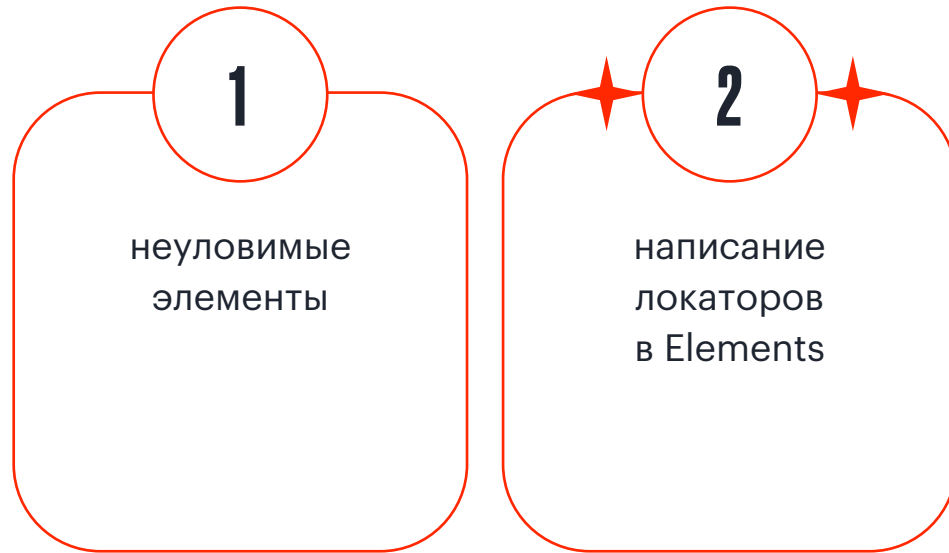 1
неуловимые
элементы
2
написание
локаторов
в Elements